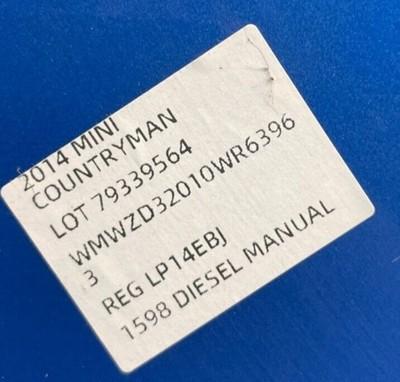 2014 MINI
COUNTRYMAN
LOT 79339564
WMWZD32010WR6396
3
REG LP14EBJ
1598 DIESEL MANUAL